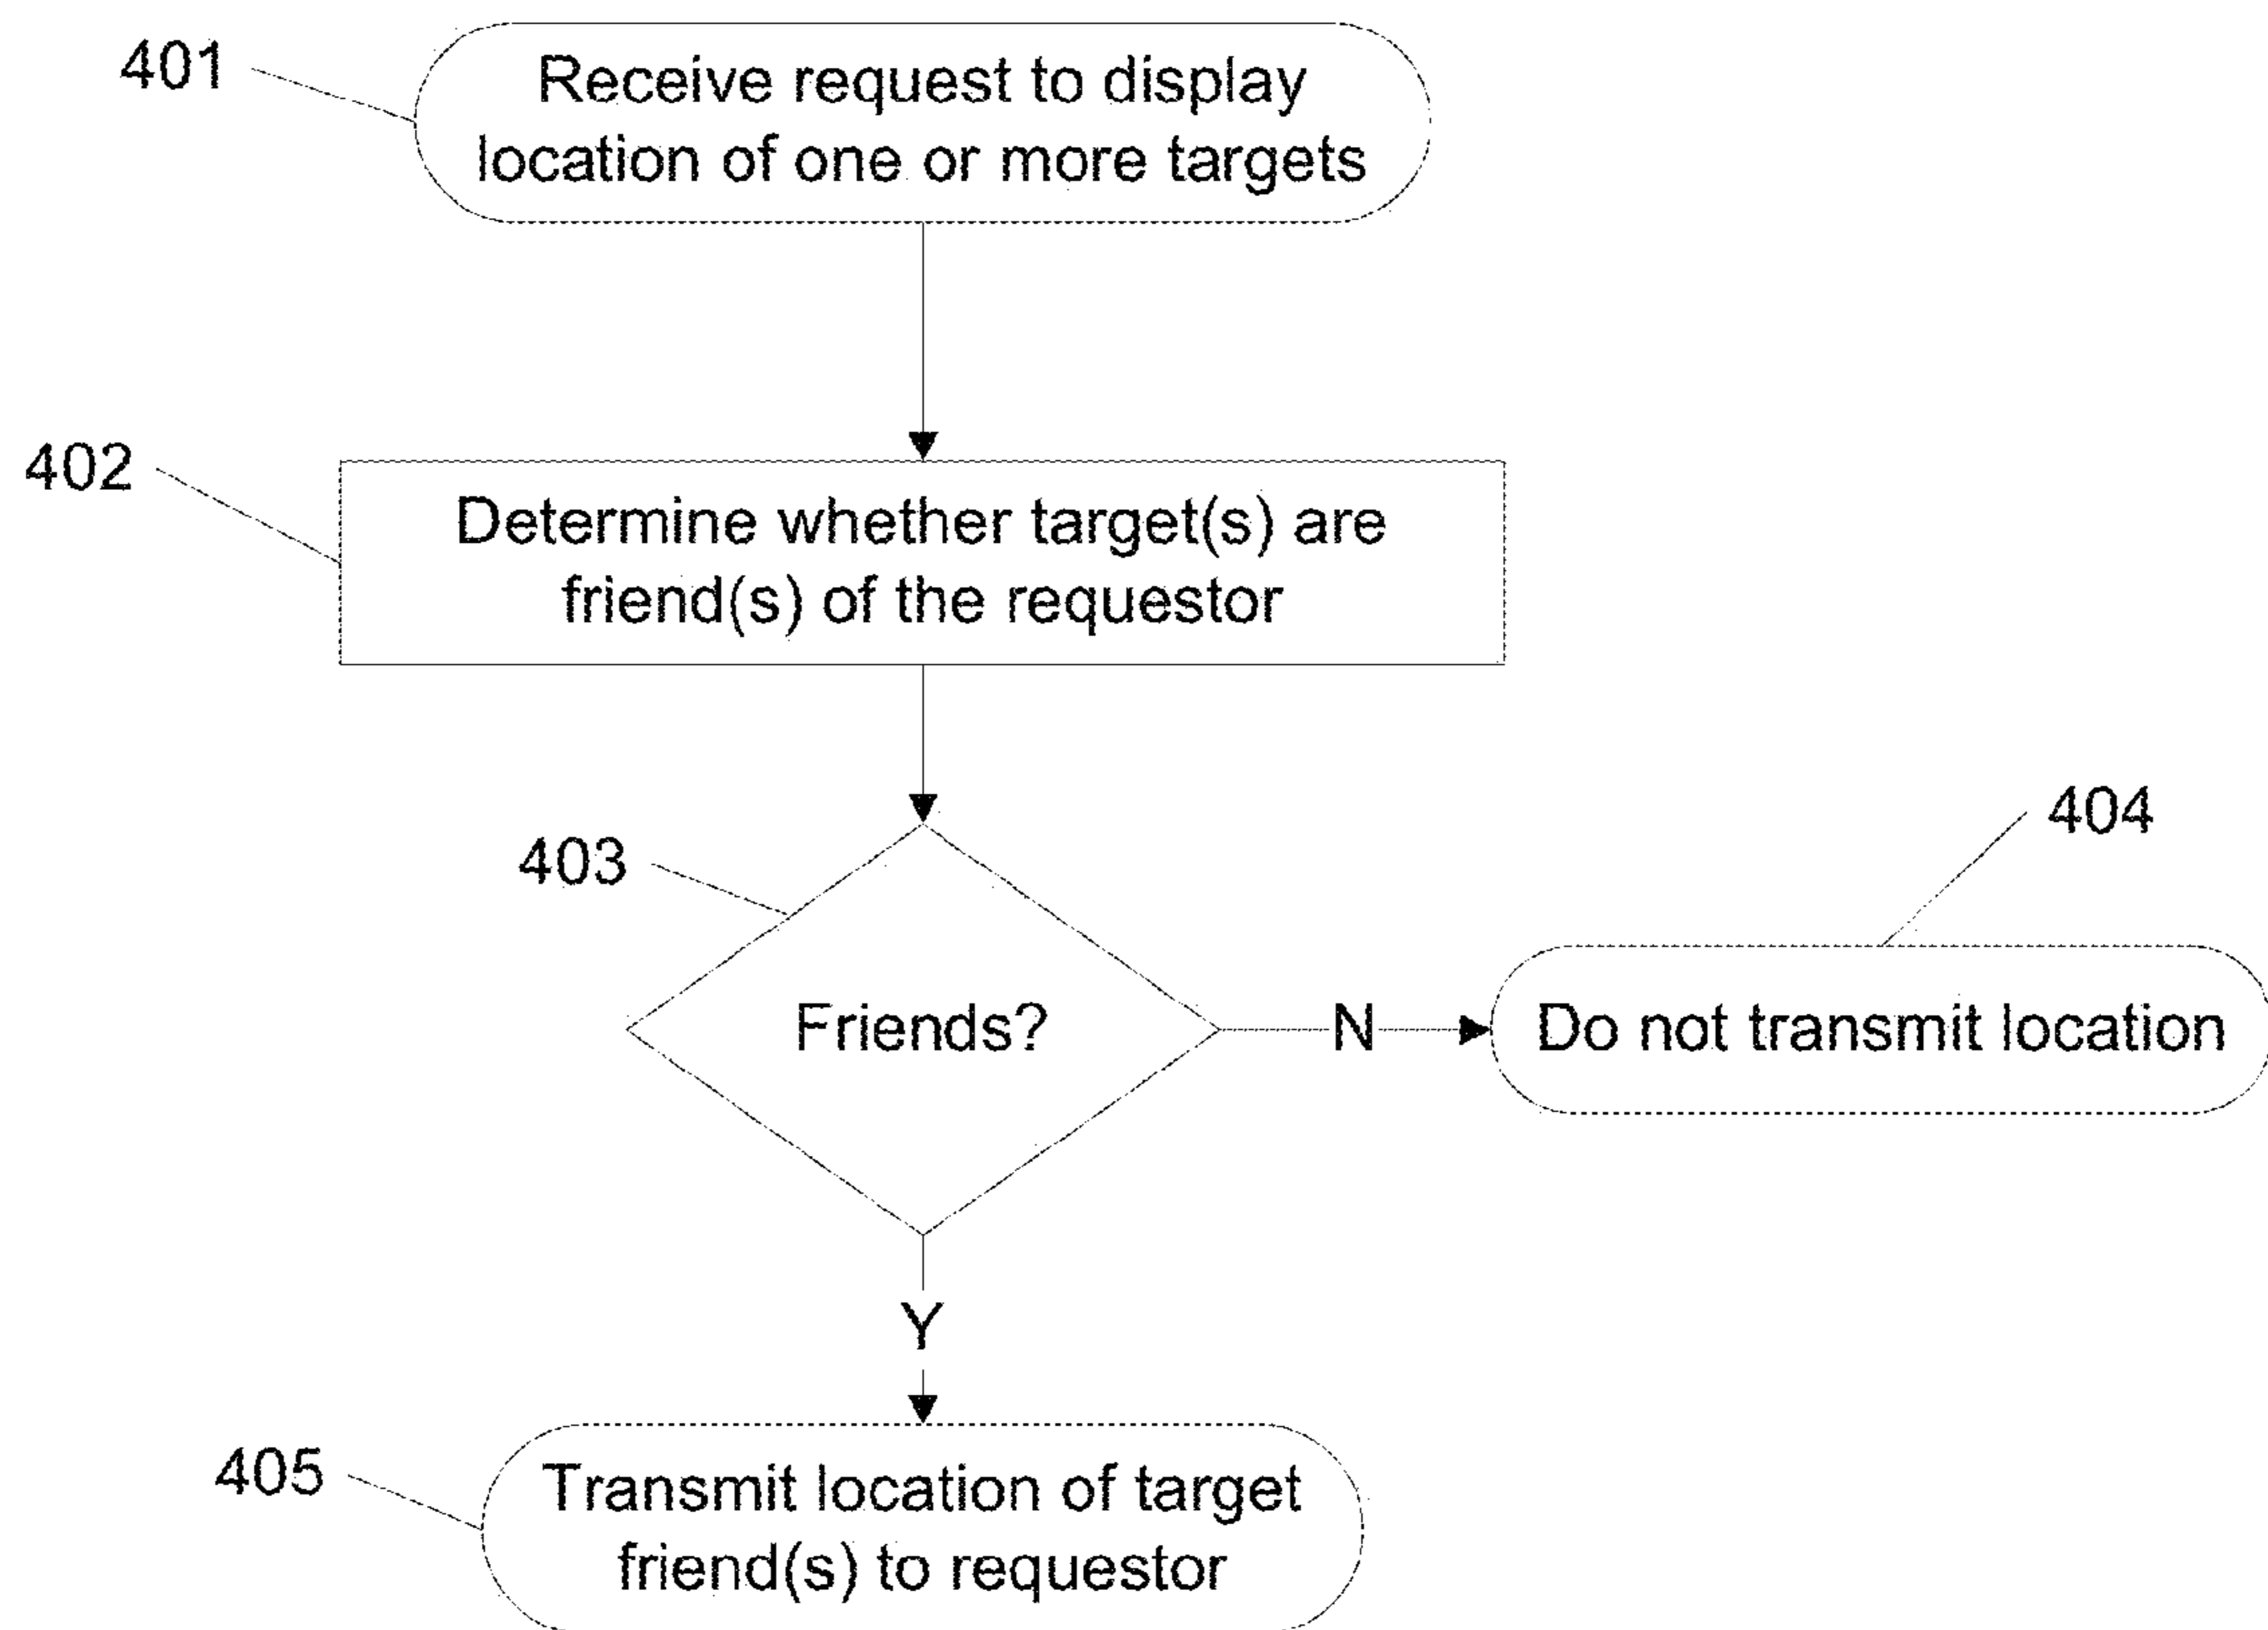 401
Receive request to display
location of one or more targets
402
Determine whether target(s) are
friend(s) of the requestor
403
404
Friends?
N
Do not transmit location
Y
405
Transmit location of target
friend(s) to requestor